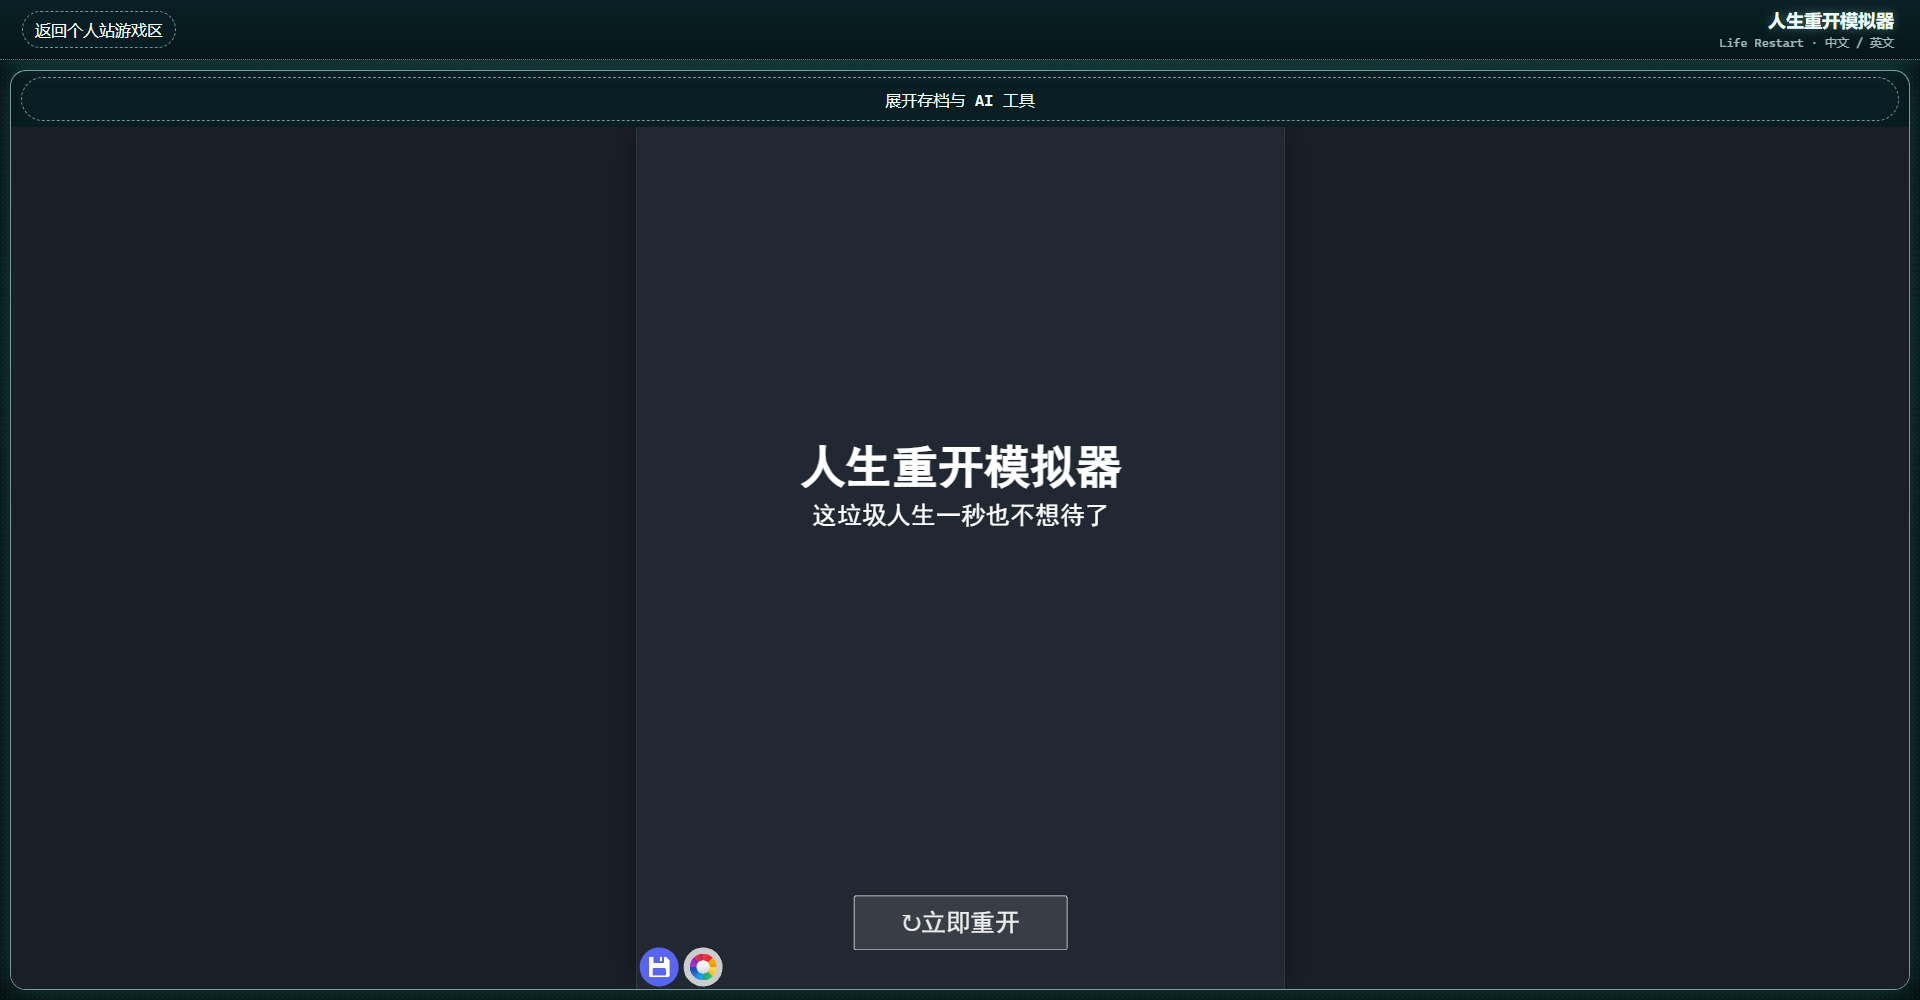 返回个人站游戏区
人生重开模拟器
Life Restart · 中文 / 英文
展开存档与 AI 工具
人生重开模拟器
这垃圾人生一秒也不想待了
↻立即重开